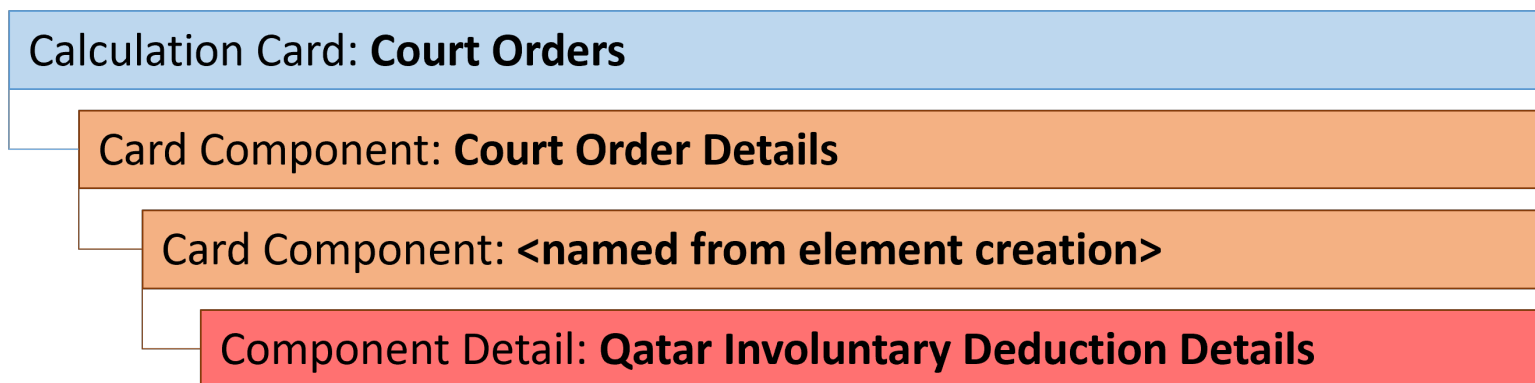 Calculation Card: Court Orders
Card Component: Court Order Details
Card Component: <named from element creation>
Component Detail: Qatar Involuntary Deduction Details